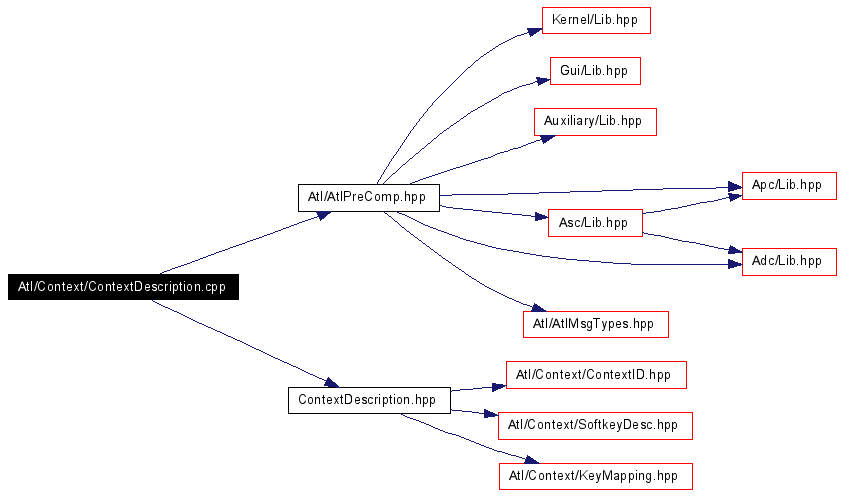 Kernel/Lib.hpp
Gui/Lib.hpp
Auxiliary/Lib.hpp
Atl/AtlPreComp.hpp
Apc/Lib.hpp
Asc/Lib.hpp
Adc/Lib.hpp
Atl/Context/ContextDescription.cpp
Atl/AtlMsgTypes.hpp
Atl/Context/ContextID.hpp
ContextDescription.hpp
Atl/Context/SoftkeyDesc.hpp
Atl/Context/KeyMapping.hpp